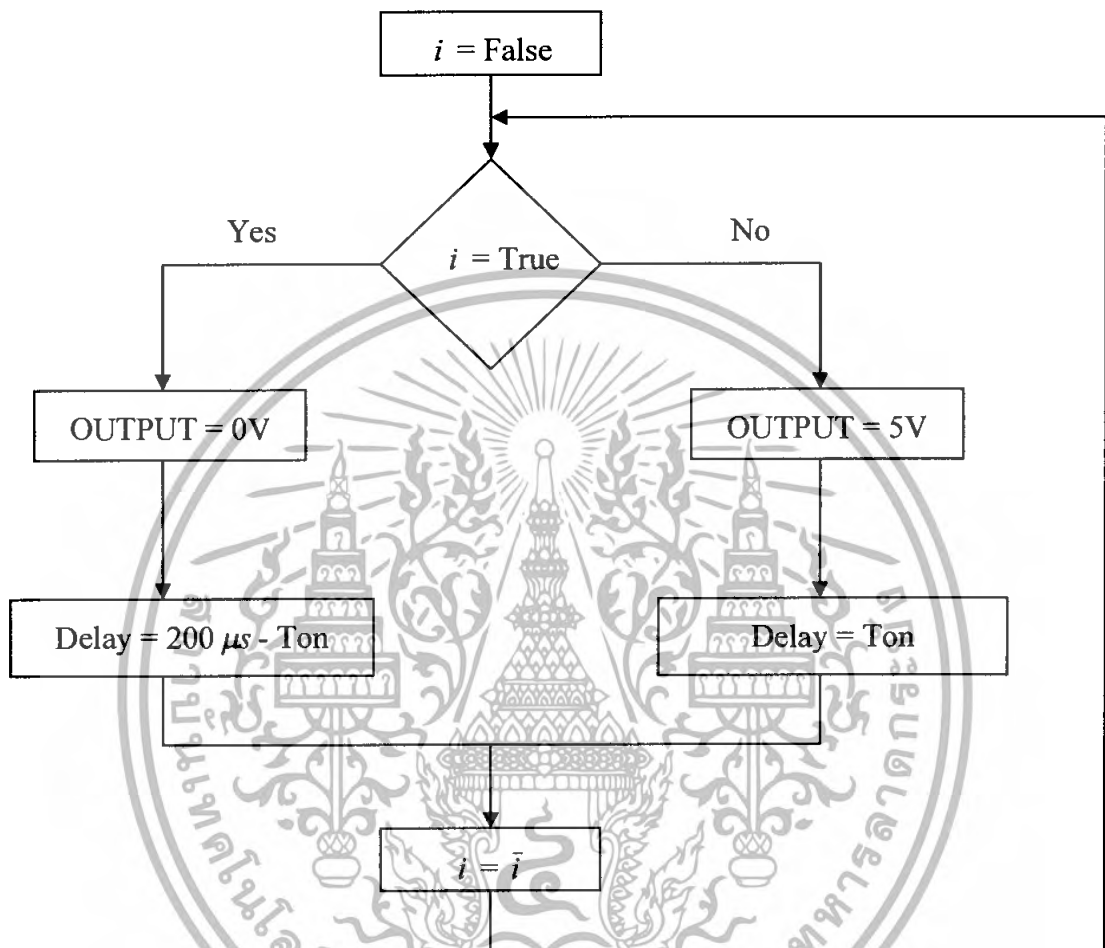 i = False
i = True
Yes
No
OUTPUT = 0V
OUTPUT = 5V
Delay = 200 μs - Ton
Delay = Ton
i = i̅